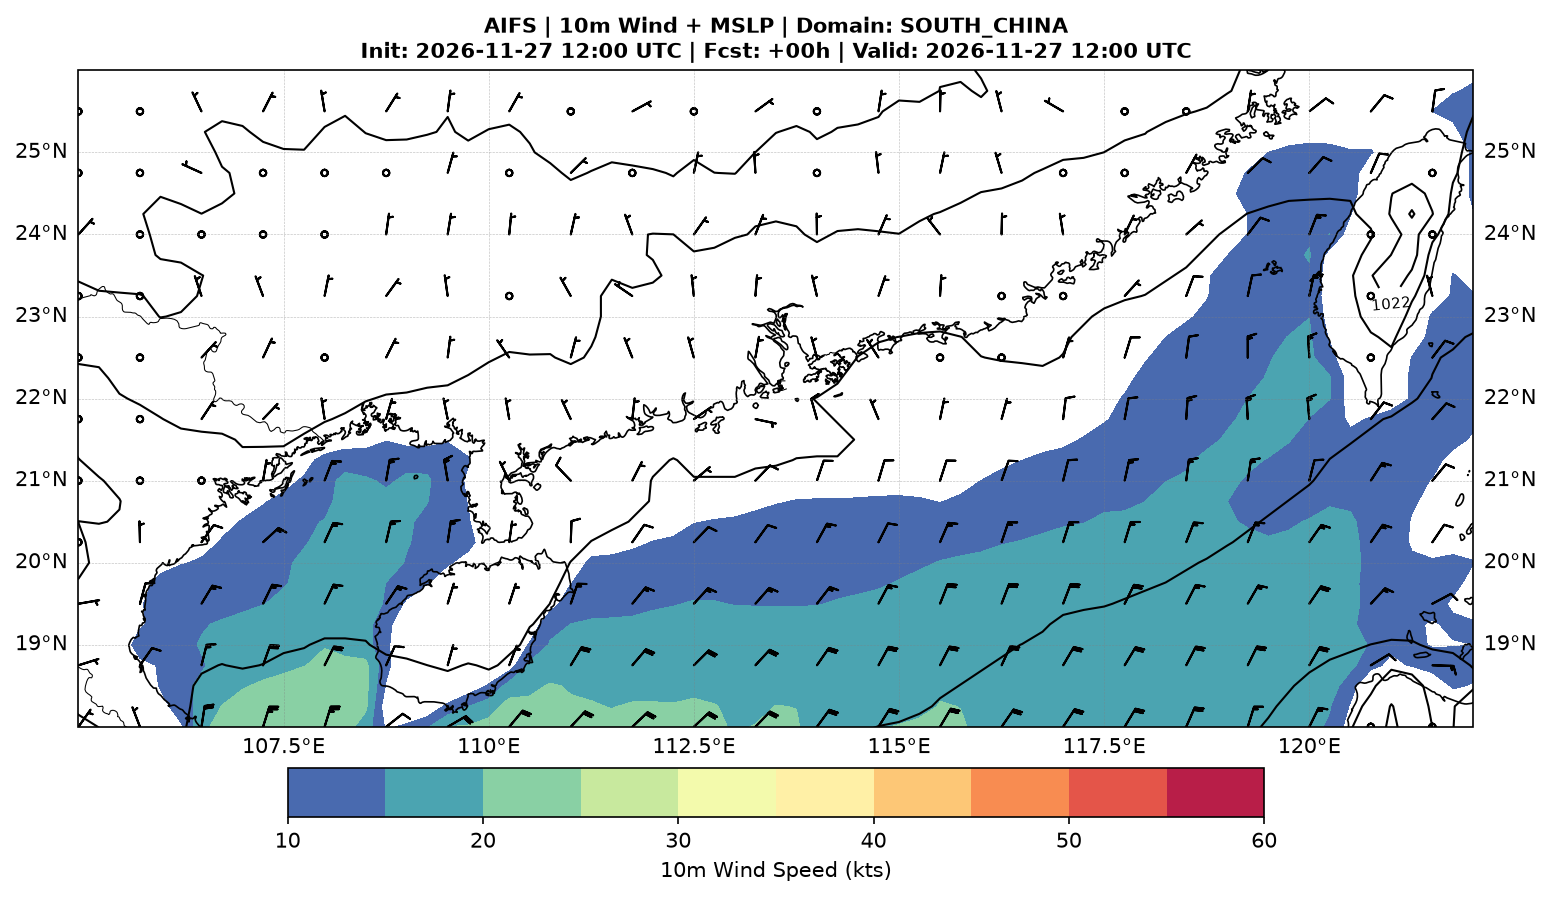 AIFS | 10m Wind + MSLP | Domain: SOUTH_CHINA
Init: 2026-11-27 12:00 UTC | Fcst: +00h | Valid: 2026-11-27 12:00 UTC
25°N 25°N
24°N 24°N
1022
23°N 23°N
22°N 22°N
21°N 21°N
20°N 20°N
19°N 19°N
107.5°E 110°E 112.5°E 115°E 117.5°E 120°E
10 20 30 40 50 60
10m Wind Speed (kts)